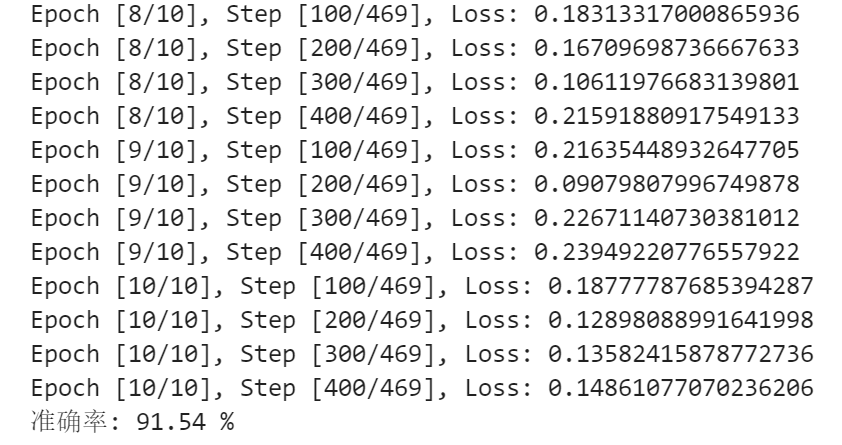 Epoch [8/10], Step [100/469], Loss: 0.18313317000865936
Epoch [8/10], Step [200/469], Loss: 0.16709698736667633
Epoch [8/10], Step [300/469], Loss: 0.10611976683139801
Epoch [8/10], Step [400/469], Loss: 0.21591880917549133
Epoch [9/10], Step [100/469], Loss: 0.21635448932647705
Epoch [9/10], Step [200/469], Loss: 0.09079807996749878
Epoch [9/10], Step [300/469], Loss: 0.22671140730381012
Epoch [9/10], Step [400/469], Loss: 0.23949220776557922
Epoch [10/10], Step [100/469], Loss: 0.18777787685394287
Epoch [10/10], Step [200/469], Loss: 0.12898088991641998
Epoch [10/10], Step [300/469], Loss: 0.13582415878772736
Epoch [10/10], Step [400/469], Loss: 0.14861077070236206
准确率: 91.54 %